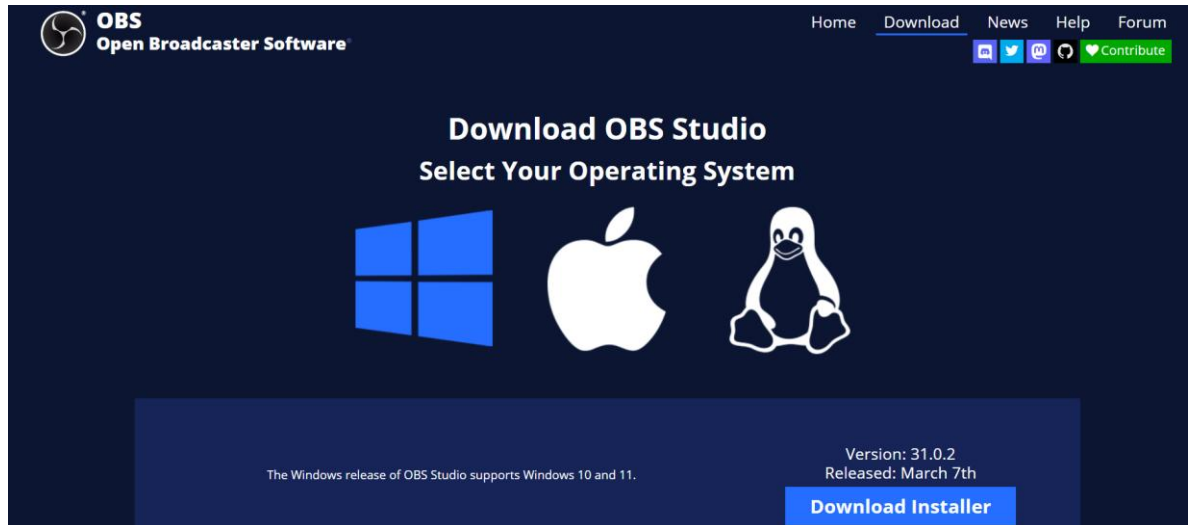 OBS
Open Broadcaster Software®
Home Download News Help Forum
Contribute
Download OBS Studio
Select Your Operating System
The Windows release of OBS Studio supports Windows 10 and 11.
Version: 31.0.2
Released: March 7th
Download Installer